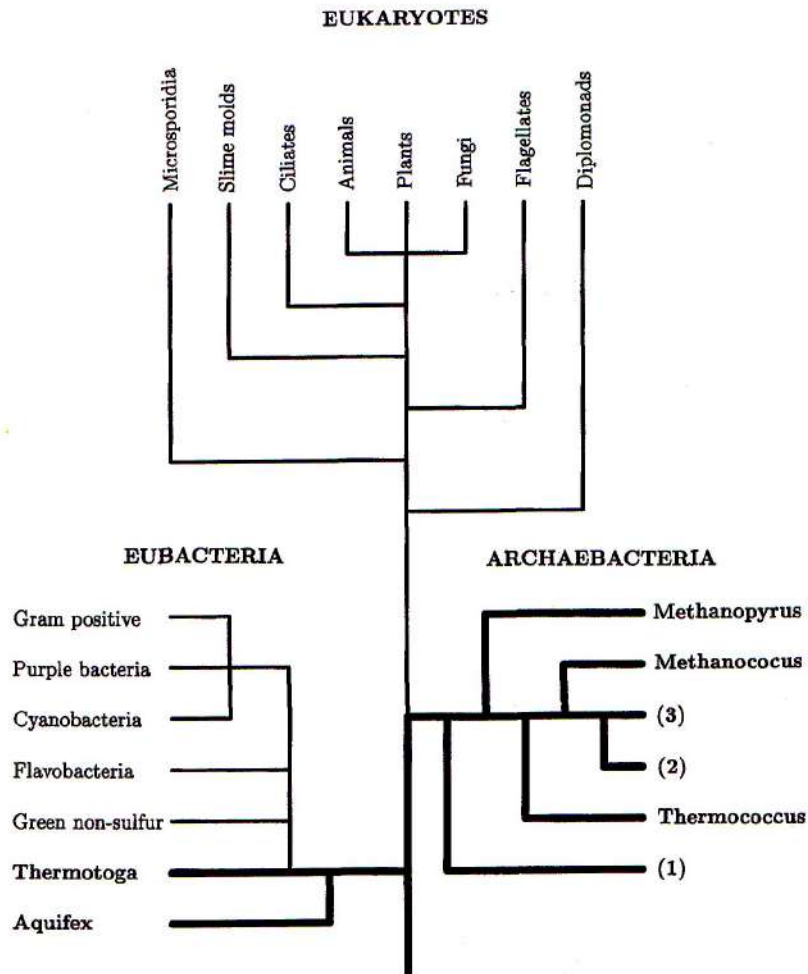 EUKARYOTES
Microsporidia
Slime molds
Ciliates
Animals
Plants
Fungi
Flagellates
Diplomonads
EUBACTERIA
Gram positive
Purple bacteria
Cyanobacteria
Flavobacteria
Green non-sulfur
Thermotoga
Aquifex
ARCHAEBACTERIA
Methanopyrus
Methanococus
(3)
(2)
Thermococcus
(1)